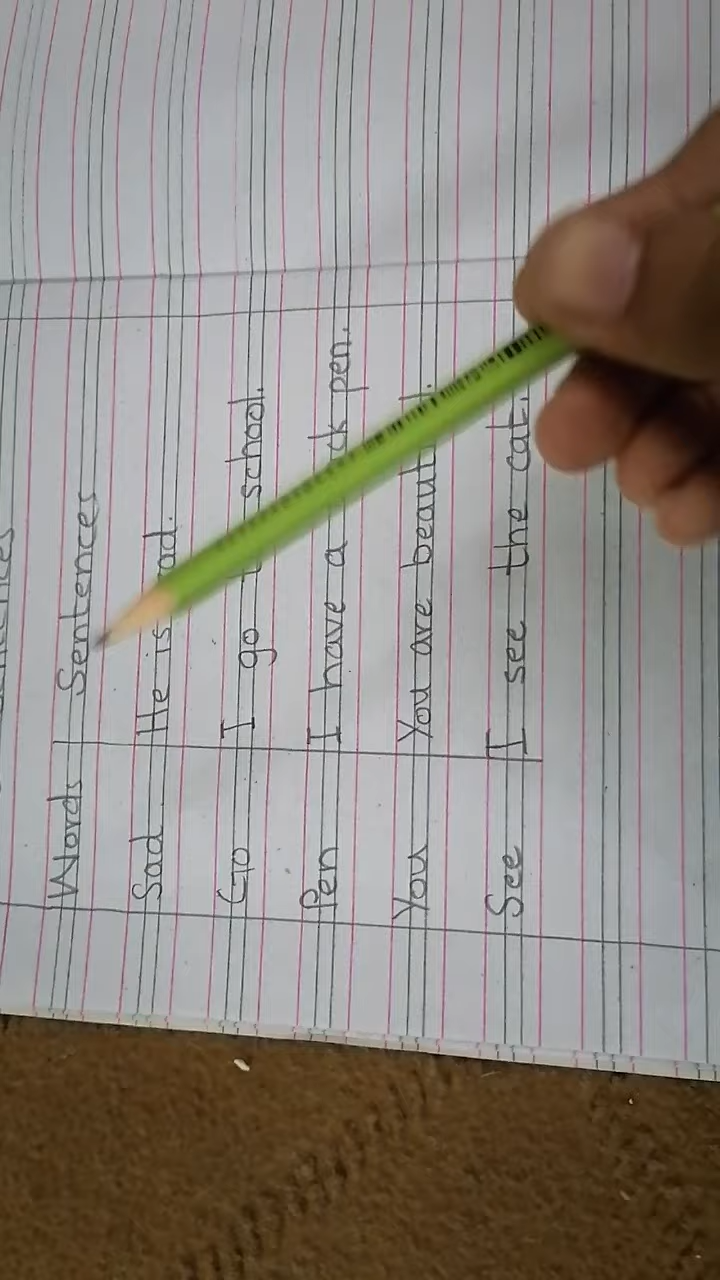 Words Sentences
Sad He is
Go I go school.
Pen I have a pen.
You You are
See I see the cat.